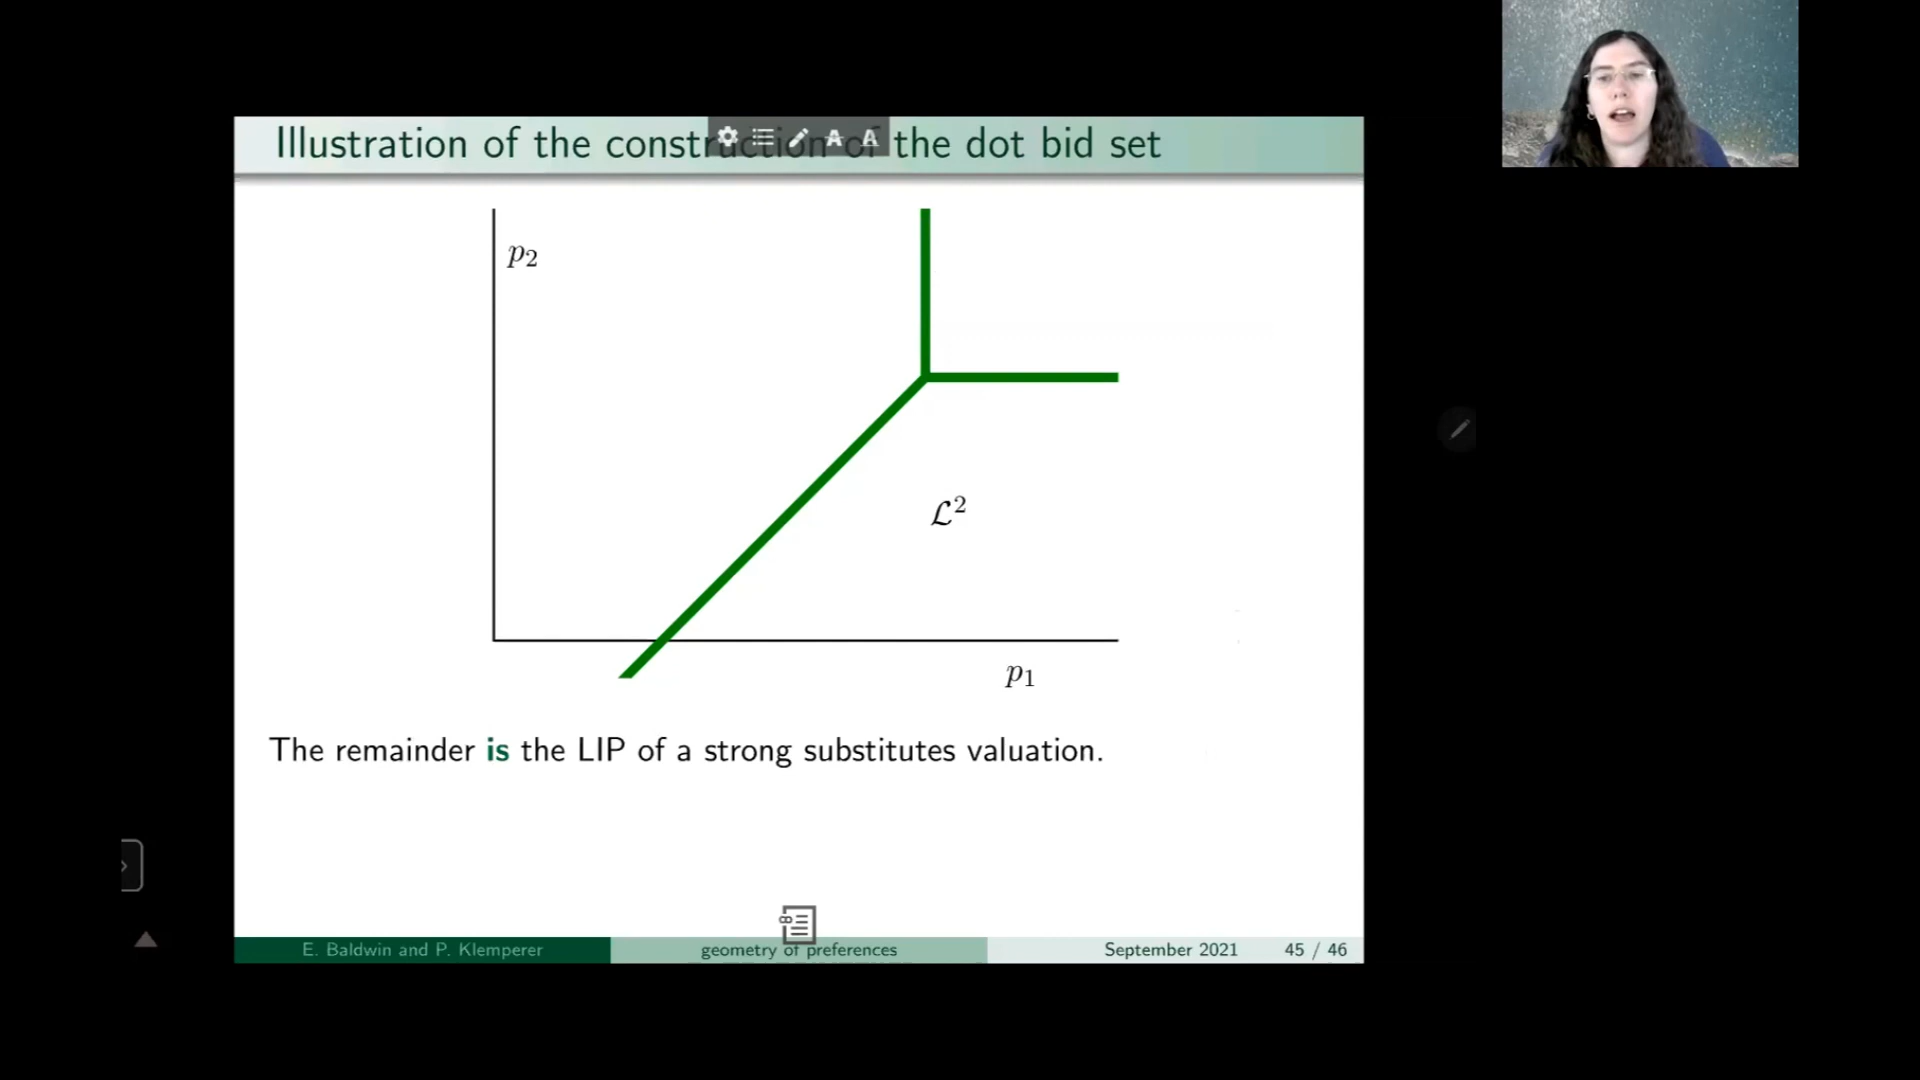 Illustration of the construction of the dot bid set
p₂
ℒ²
p₁
The remainder is the LIP of a strong substitutes valuation.
E. Baldwin and P. Klemperer
geometry of preferences
September 2021
45 / 46